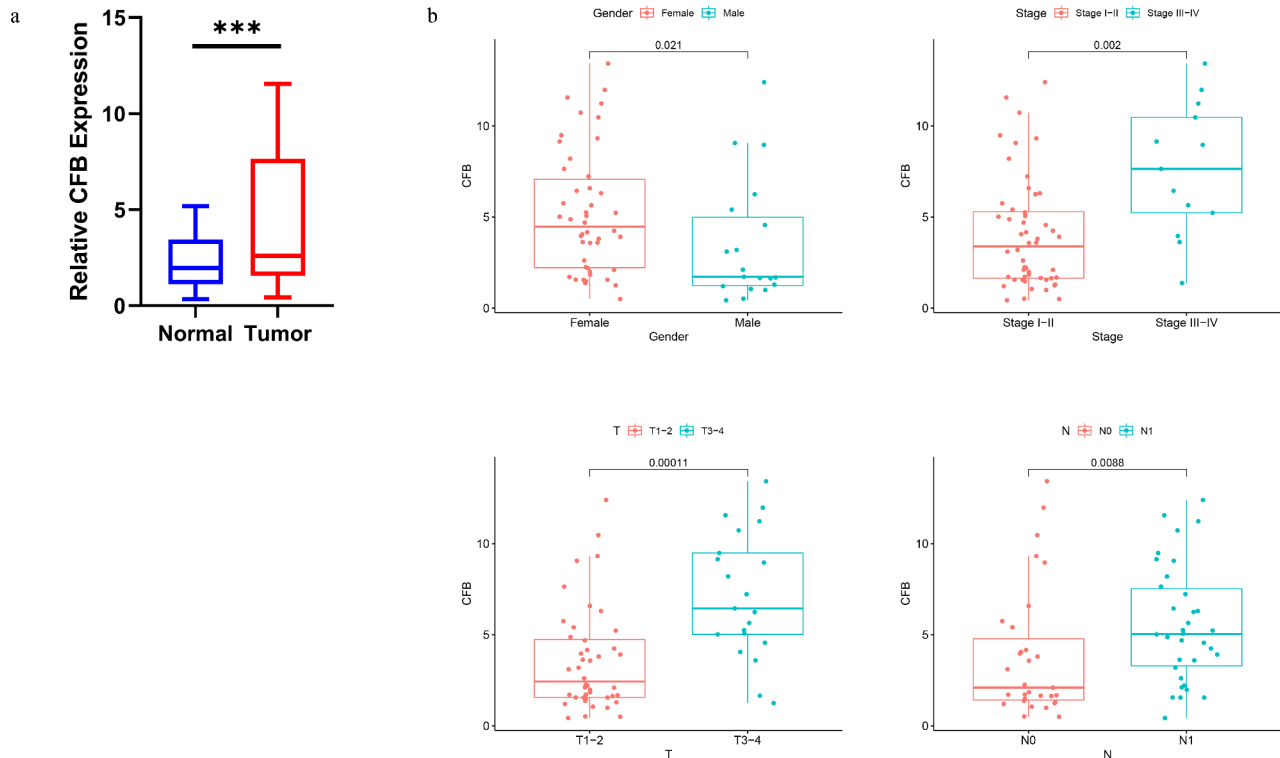 a
15
10
5
0
Relative CFB Expression
***
Normal Tumor
b
Gender Female Male
0.021
10
5
0
CFB
Female Male
Gender
Stage Stage I−II Stage III−IV
0.002
10
5
0
CFB
Stage I−II Stage III−IV
Stage
T T1−2 T3−4
0.00011
10
5
0
CFB
T1−2 T3−4
T
N N0 N1
0.0088
10
5
0
CFB
N0 N1
N